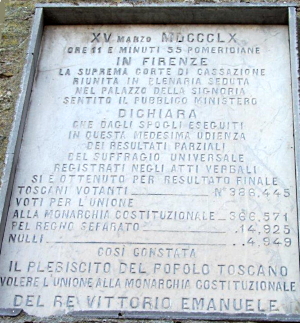 XV MARZO MDCCCLX
ORE 11 E MINUTI 55 POMERIDIANE
IN FIRENZE
LA SUPREMA CORTE DI CASSAZIONE
RIUNITA IN PLENARIA SEDUTA
NEL PALAZZO DELLA SIGNORIA
SENTITO IL PUBBLICO MINISTERO
DICHIARA
CHE DAGLI SPOGLI ESEGUITI
IN QUESTA MEDESIMA UDIENZA
DEI RESULTATI PARZIALI
DEL SUFFRAGIO UNIVERSALE
REGISTRATI NEGLI ATTI VERBALI
SI È OTTENUTO PER RESULTATO FINALE
TOSCANI VOTANTI N° 386.445
VOTI PER L'UNIONE
ALLA MONARCHIA COSTITUZIONALE 366.571
PEL REGNO SEPARATO 14.925
NULLI 4.949
COSÌ CONSTATA
IL PLEBISCITO DEL POPOLO TOSCANO
VOLERE L'UNIONE ALLA MONARCHIA COSTITUZIONALE
DEL RE VITTORIO EMANUELE